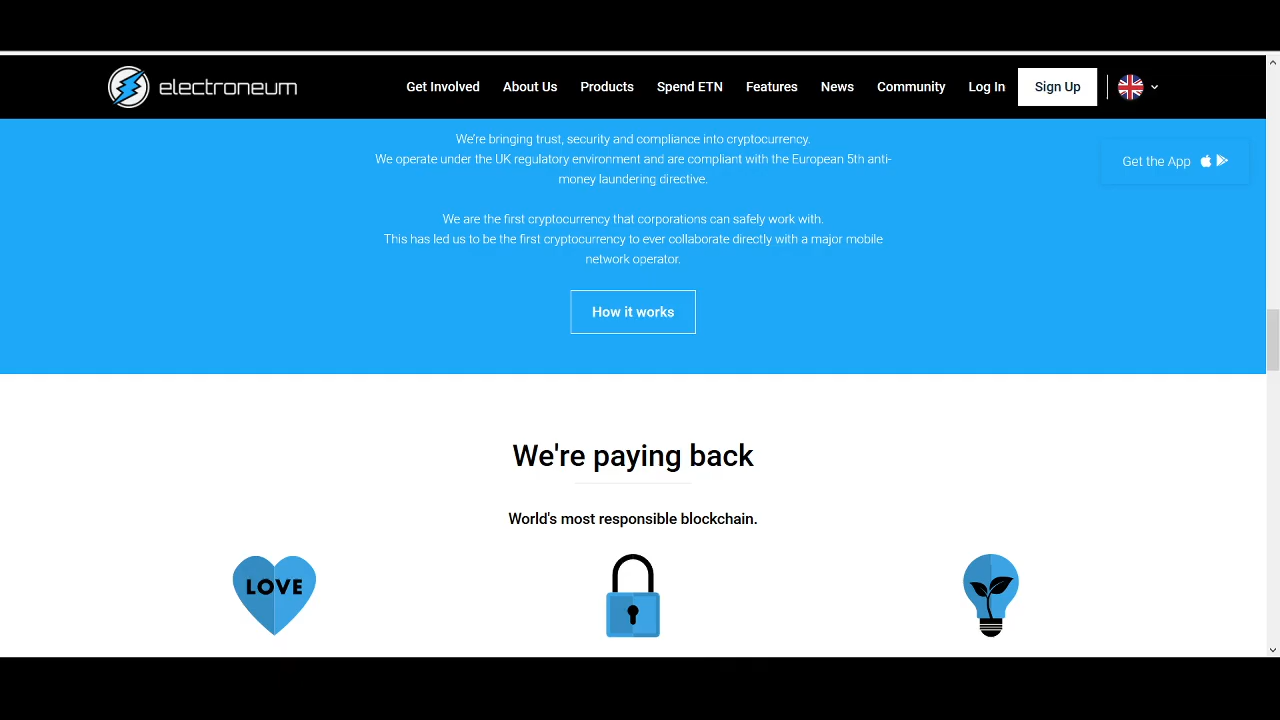 electroneum
Get Involved
About Us
Products
Spend ETN
Features
News
Community
Log In
Sign Up
We're bringing trust, security and compliance into cryptocurrency.
We operate under the UK regulatory environment and are compliant with the European 5th anti-
money laundering directive.
Get the App
We are the first cryptocurrency that corporations can safely work with.
This has led us to be the first cryptocurrency to ever collaborate directly with a major mobile
network operator.
How it works
We're paying back
World's most responsible blockchain.
LOVE